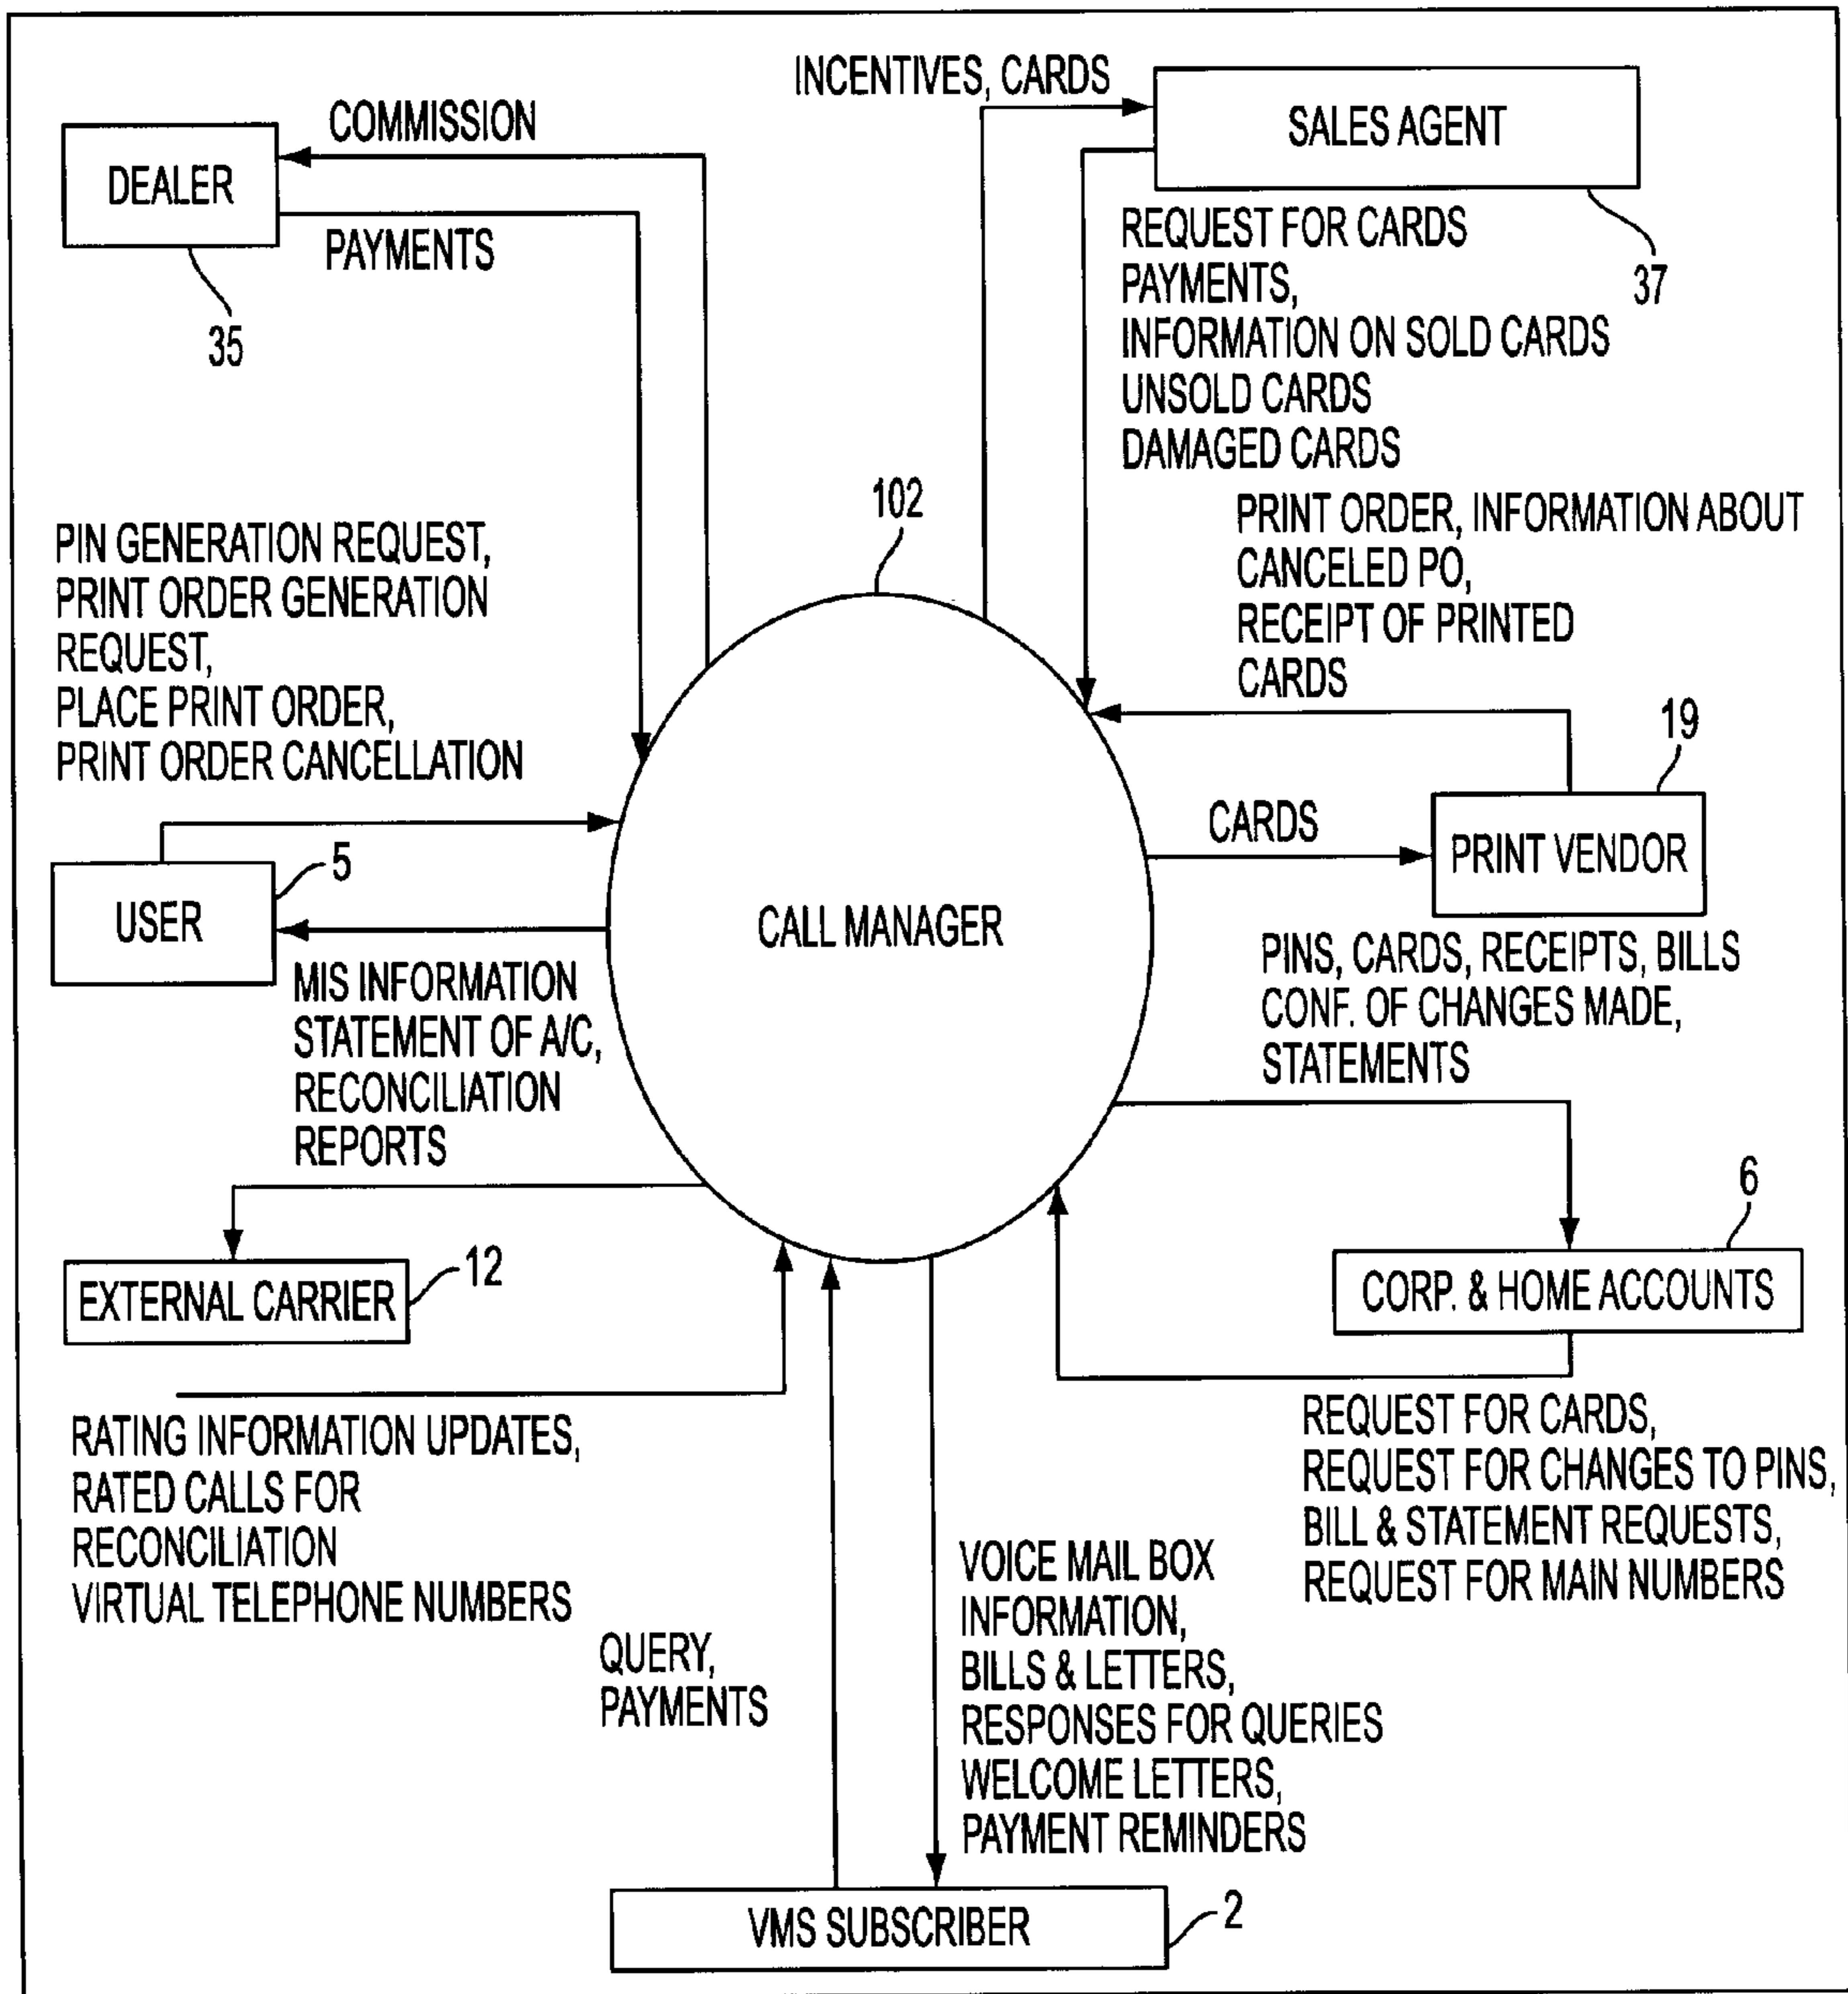 INCENTIVES, CARDS
SALES AGENT
37
COMMISSION
DEALER
PAYMENTS
35
REQUEST FOR CARDS
PAYMENTS,
INFORMATION ON SOLD CARDS
UNSOLD CARDS
DAMAGED CARDS
102
PRINT ORDER, INFORMATION ABOUT
CANCELED PO,
RECEIPT OF PRINTED
CARDS
PIN GENERATION REQUEST,
PRINT ORDER GENERATION
REQUEST,
PLACE PRINT ORDER,
PRINT ORDER CANCELLATION
19
CARDS
PRINT VENDOR
5
USER
CALL MANAGER
MIS INFORMATION
STATEMENT OF A/C,
RECONCILIATION
REPORTS
PINS, CARDS, RECEIPTS, BILLS
CONF. OF CHANGES MADE,
STATEMENTS
6
EXTERNAL CARRIER
12
CORP. & HOME ACCOUNTS
RATING INFORMATION UPDATES,
RATED CALLS FOR
RECONCILIATION
VIRTUAL TELEPHONE NUMBERS
REQUEST FOR CARDS,
REQUEST FOR CHANGES TO PINS,
BILL & STATEMENT REQUESTS,
REQUEST FOR MAIN NUMBERS
QUERY,
PAYMENTS
VOICE MAIL BOX
INFORMATION,
BILLS & LETTERS,
RESPONSES FOR QUERIES
WELCOME LETTERS,
PAYMENT REMINDERS
VMS SUBSCRIBER
2